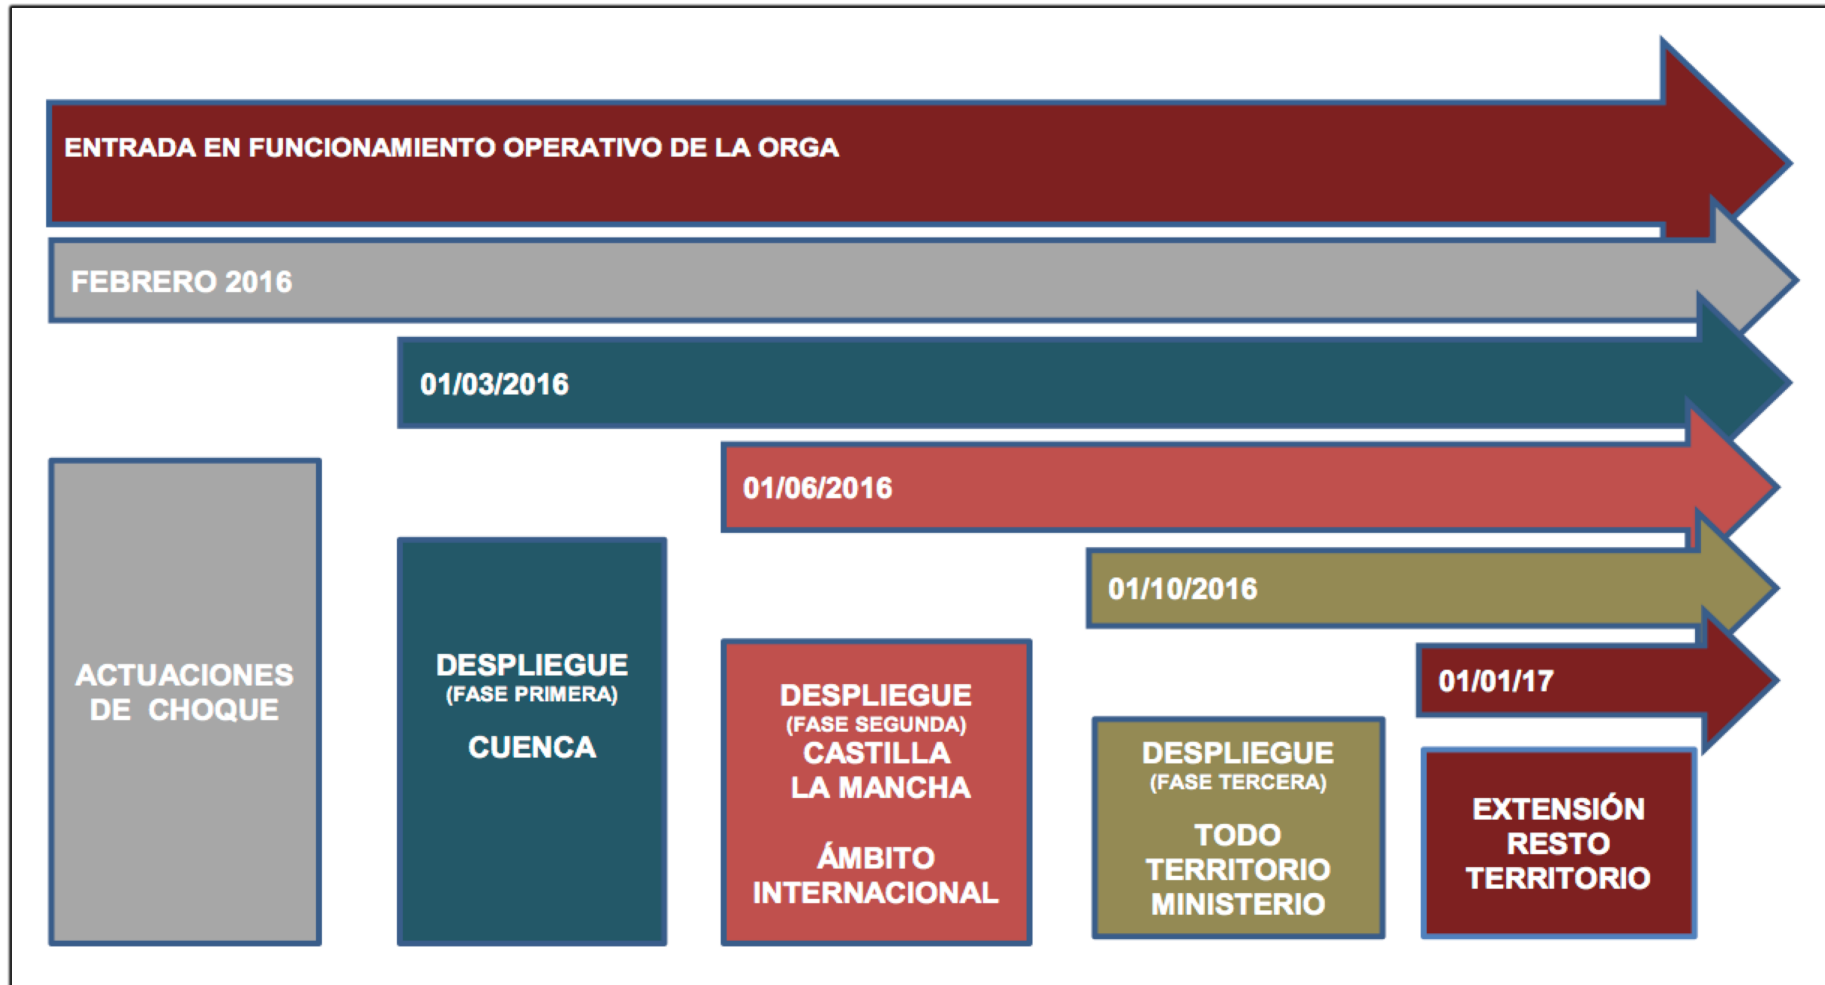 ENTRADA EN FUNCIONAMIENTO OPERATIVO DE LA ORGA
FEBRERO 2016
01/03/2016
01/06/2016
01/10/2016
01/01/17
ACTUACIONES
DE CHOQUE
DESPLIEGUE
(FASE PRIMERA)
CUENCA
DESPLIEGUE
(FASE SEGUNDA)
CASTILLA
LA MANCHA
ÁMBITO
INTERNACIONAL
DESPLIEGUE
(FASE TERCERA)
TODO
TERRITORIO
MINISTERIO
EXTENSIÓN
RESTO
TERRITORIO